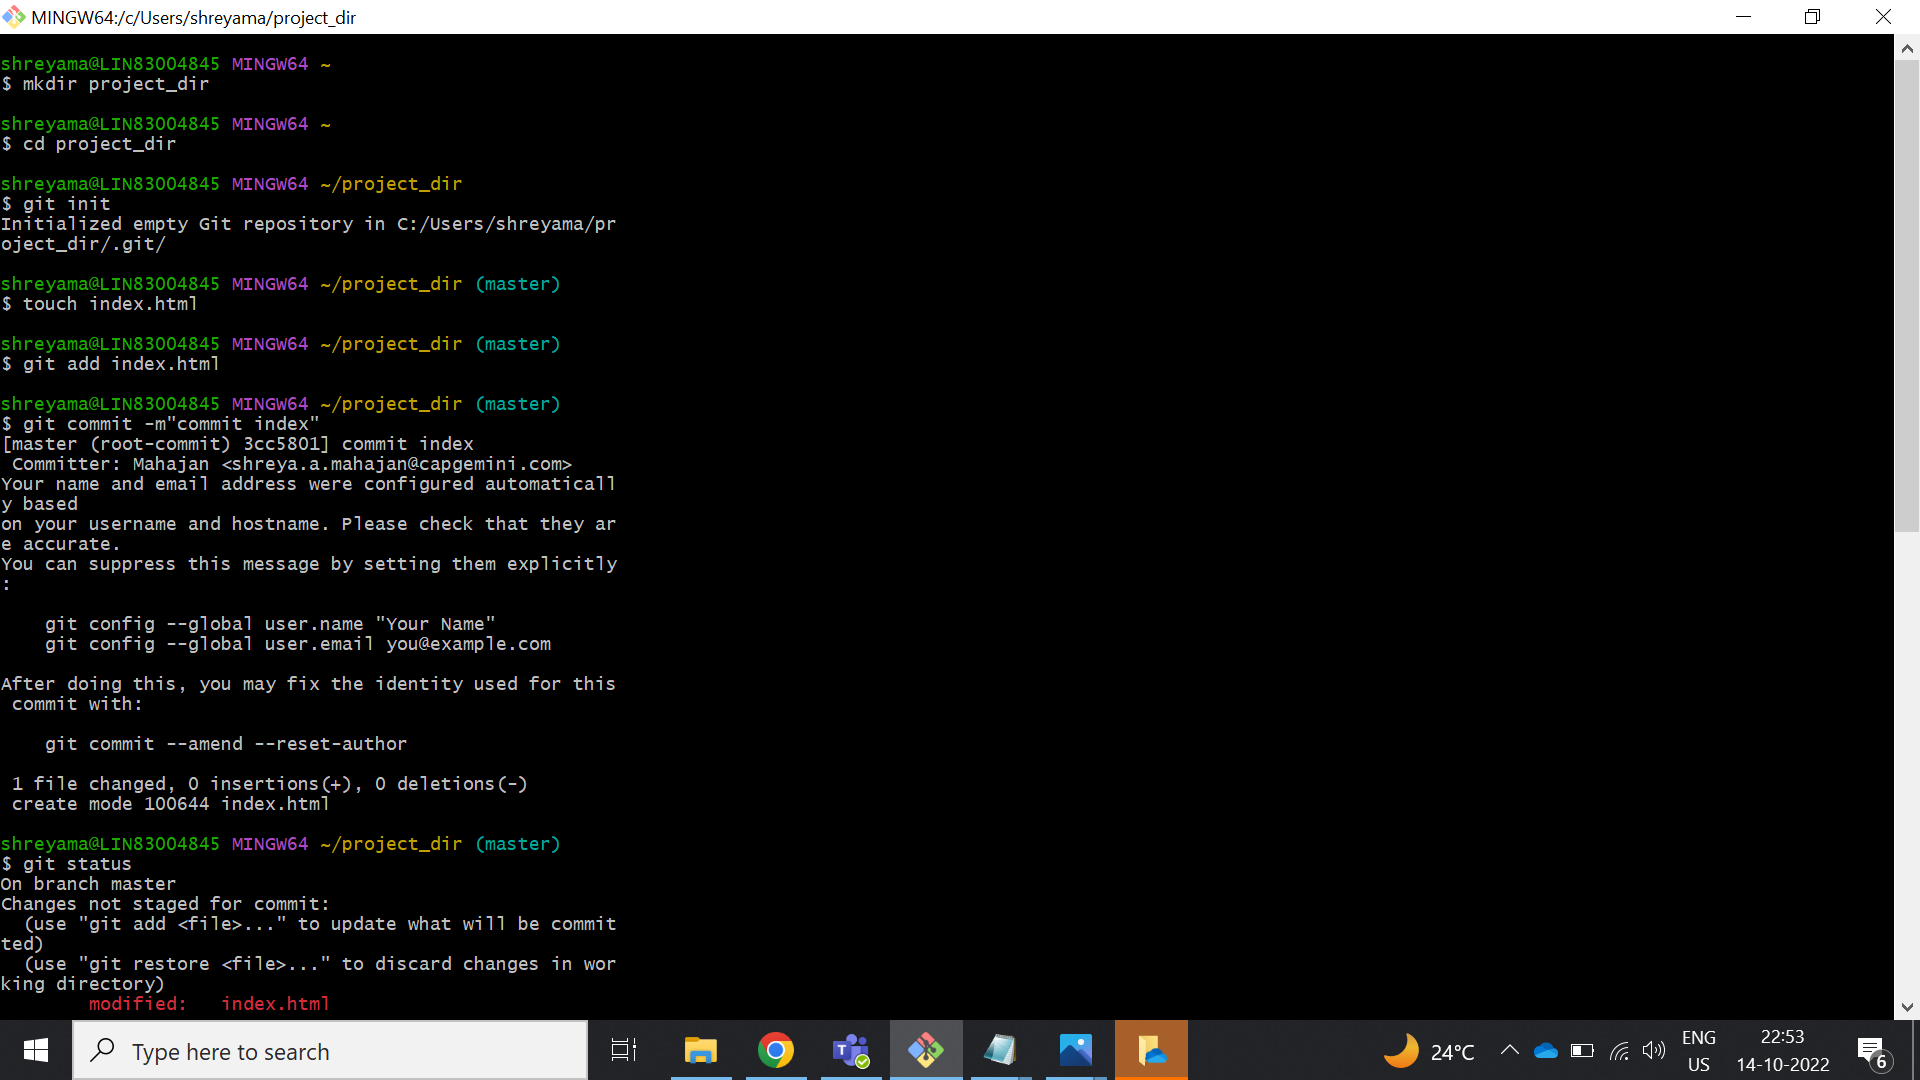 MINGW64:/c/Users/shreyama/project_dir
shreyama@LIN83004845 MINGW64 ~
$ mkdir project_dir
shreyama@LIN83004845 MINGW64 ~
$ cd project_dir
shreyama@LIN83004845 MINGW64 ~/project_dir
$ git init
Initialized empty Git repository in C:/Users/shreyama/pr
oject_dir/.git/
shreyama@LIN83004845 MINGW64 ~/project_dir (master)
$ touch index.html
shreyama@LIN83004845 MINGW64 ~/project_dir (master)
$ git add index.html
shreyama@LIN83004845 MINGW64 ~/project_dir (master)
$ git commit -m"commit index"
[master (root-commit) 3cc5801] commit index
 Committer: Mahajan <shreya.a.mahajan@capgemini.com>
Your name and email address were configured automaticall
y based
on your username and hostname. Please check that they ar
e accurate.
You can suppress this message by setting them explicitly
:
    git config --global user.name "Your Name"
    git config --global user.email you@example.com
After doing this, you may fix the identity used for this
 commit with:
    git commit --amend --reset-author
 1 file changed, 0 insertions(+), 0 deletions(-)
 create mode 100644 index.html
shreyama@LIN83004845 MINGW64 ~/project_dir (master)
$ git status
On branch master
Changes not staged for commit:
  (use "git add <file>..." to update what will be commit
ted)
  (use "git restore <file>..." to discard changes in wor
king directory)
        modified:   index.html
Type here to search
24°C
ENG
US
22:53
14-10-2022
6